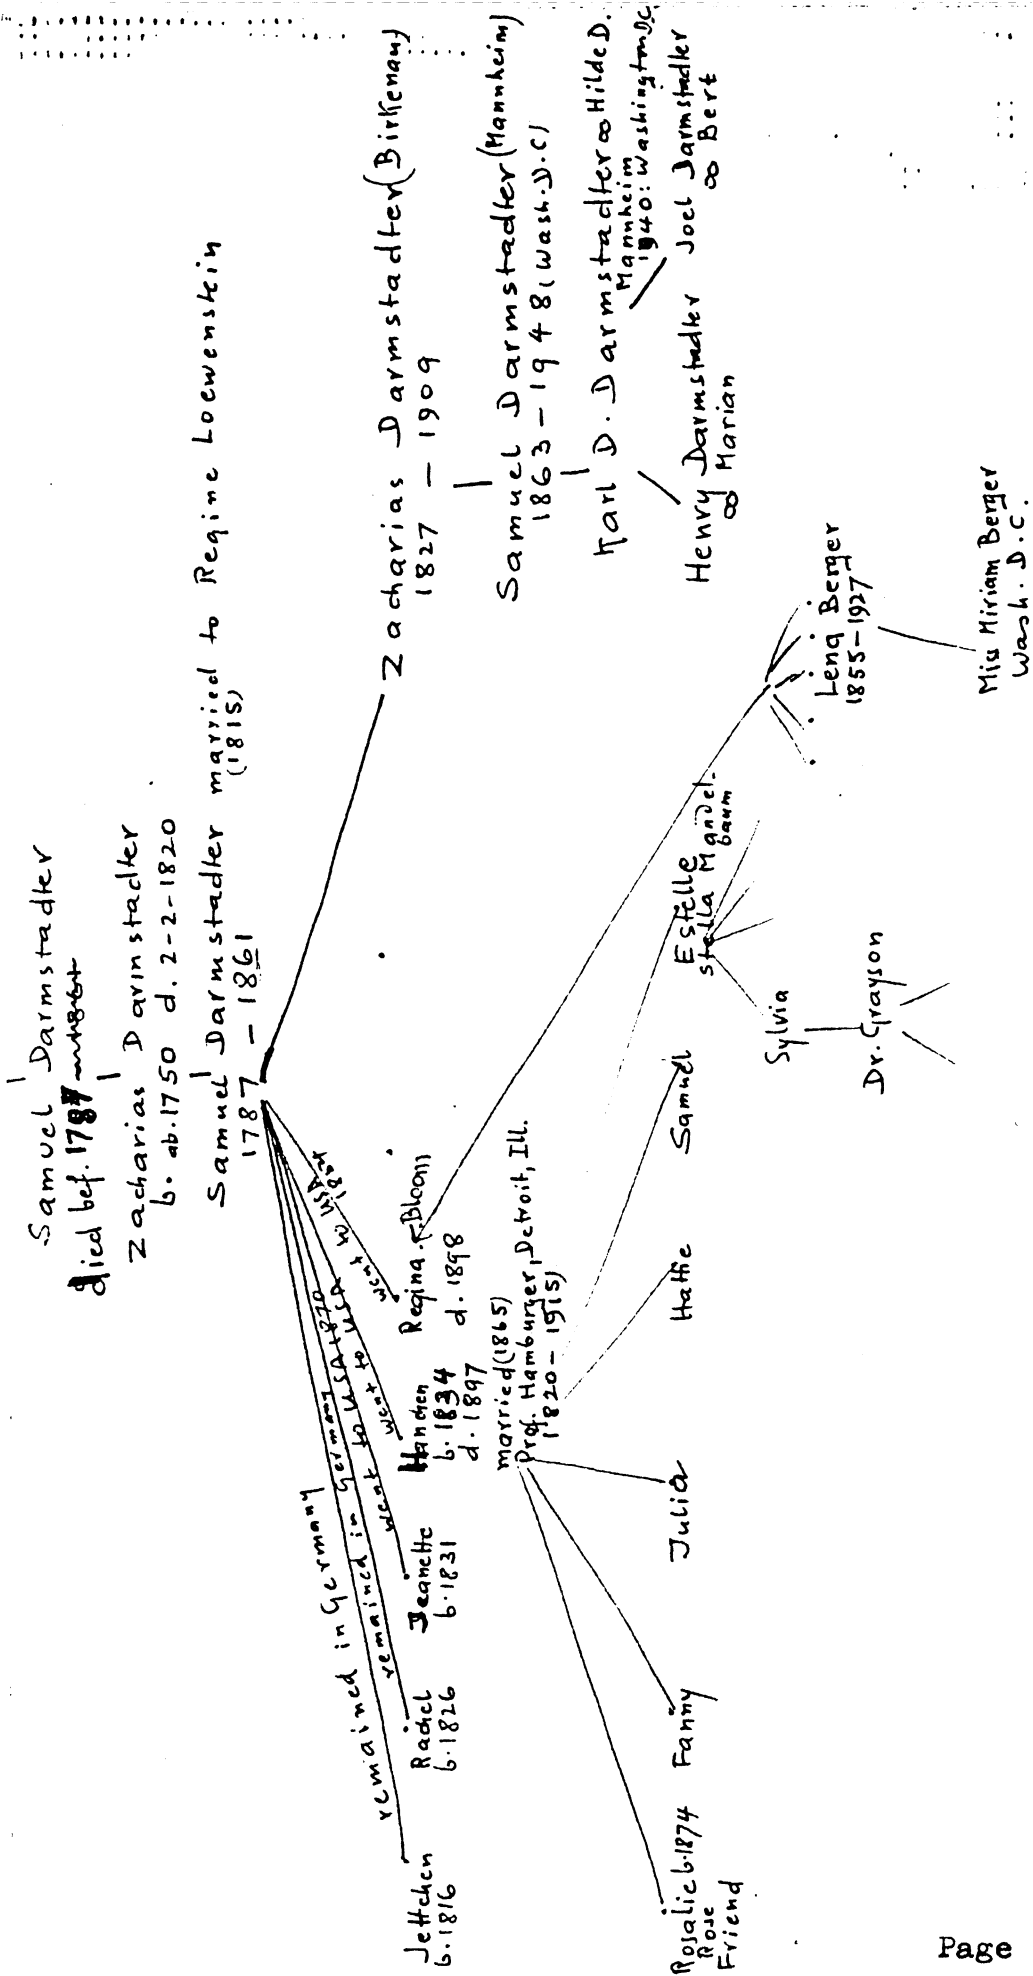 Samuel Darmstadter
died bef. 1787
Zacharias Darmstadter
b. ab. 1750 d. 2-2-1820
Samuel Darmstadter married to Regine Loewenstein
1787 - 1861 (1815)
remained in Germany
remained in Germany
went to USA 1870
went to USA
went to USA
Jettchen
b. 1816
Rachel
b. 1826
Jeanette
b. 1831
Hanchen
b. 1834
d. 1897
Regina (Bloom)
d. 1898
Zacharias Darmstadter (Birkenau)
1827 - 1909
married (1865)
Prof. Hamburger, Detroit, Ill.
1820 - 1915)
Samuel Darmstadter (Mannheim)
1863 - 1948 (Wash. D.C)
Karl D. Darmstadter ∞ Hilde D.
Mannheim
1940: Washington D.C.
Rosalie b. 1874
Rose
Friend
Fanny
Julia
Hattie
Samuel
Estelle
Stella Mandel-
baum
Henry Darmstadter
∞ Marian
Joel Darmstadter
∞ Bert
Sylvia
Lena Berger
1855-1927
Dr. Grayson
Miss Miriam Berger
Wash. D.C.
Page